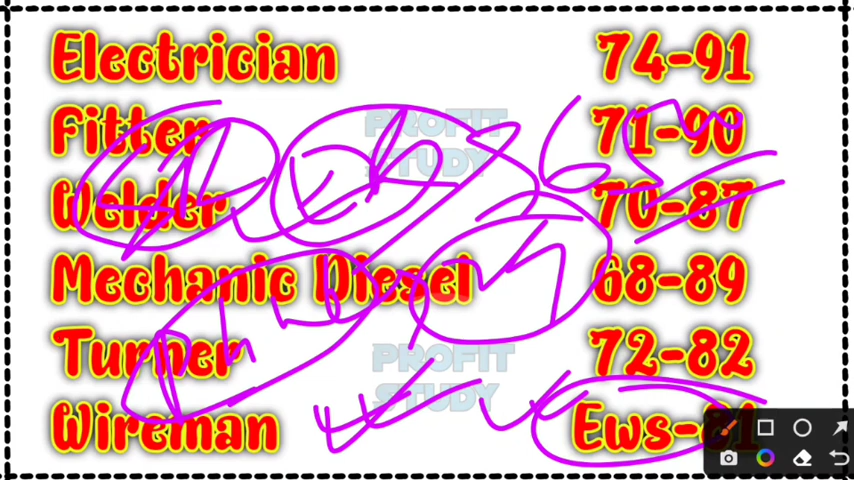 Electrician 74-91
PROFIT
Fitter 71-90
STUDY
Welder 70-87
Mechanic Diesel 68-89
Turner 72-82
PROFIT
STUDY
Wireman Ews-81